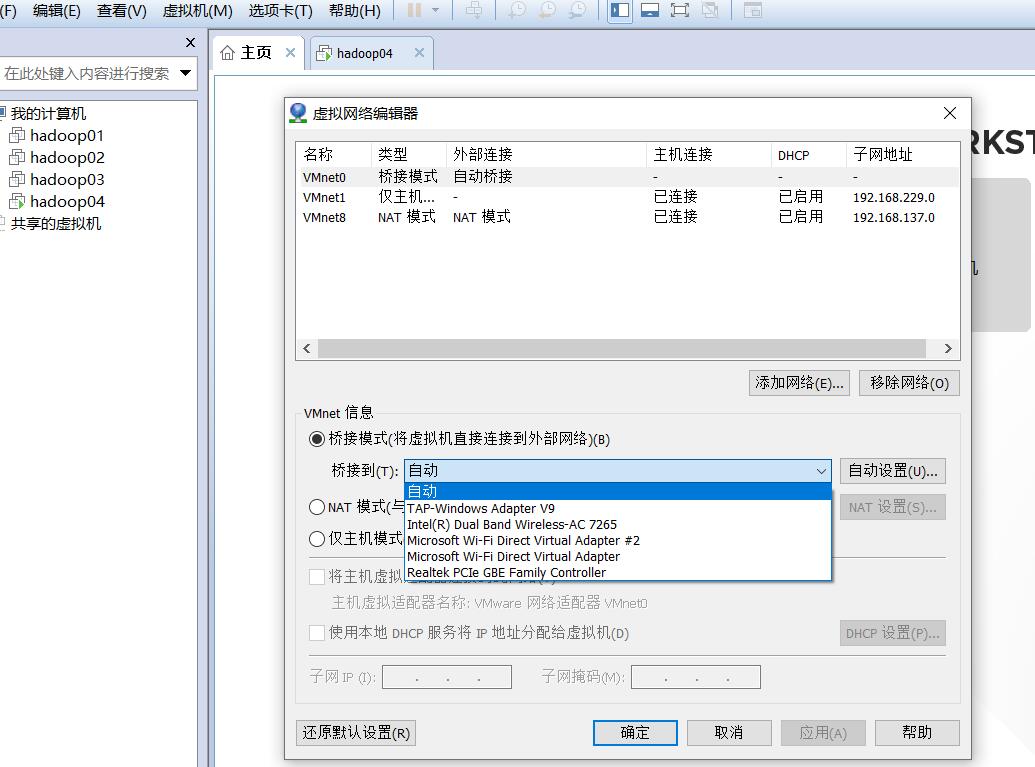 (F) 编辑(E) 查看(V) 虚拟机(M) 选项卡(T) 帮助(H)
在此处键入内容进行搜索
我的计算机
hadoop01
hadoop02
hadoop03
hadoop04
共享的虚拟机
主页 hadoop04
RKST
机
虚拟网络编辑器
名称 类型 外部连接 主机连接 DHCP 子网地址
VMnet0 桥接模式 自动桥接 - - -
VMnet1 仅主机... - 已连接 已启用 192.168.229.0
VMnet8 NAT 模式 NAT 模式 已连接 已启用 192.168.137.0
添加网络(E)... 移除网络(O)
VMnet 信息
桥接模式(将虚拟机直接连接到外部网络)(B)
桥接到(T): 自动 自动设置(U)...
自动
TAP-Windows Adapter V9
NAT 模式(与 NAT 设置(S)...
Intel(R) Dual Band Wireless-AC 7265
仅主机模式 Microsoft Wi-Fi Direct Virtual Adapter #2
Microsoft Wi-Fi Direct Virtual Adapter
Realtek PCIe GBE Family Controller
将主机虚拟
主机虚拟适配器名称: VMware 网络适配器 VMnet0
使用本地 DHCP 服务将 IP 地址分配给虚拟机(D) DHCP 设置(P)...
子网 IP (I): . . . 子网掩码(M): . . .
还原默认设置(R) 确定 取消 应用(A) 帮助